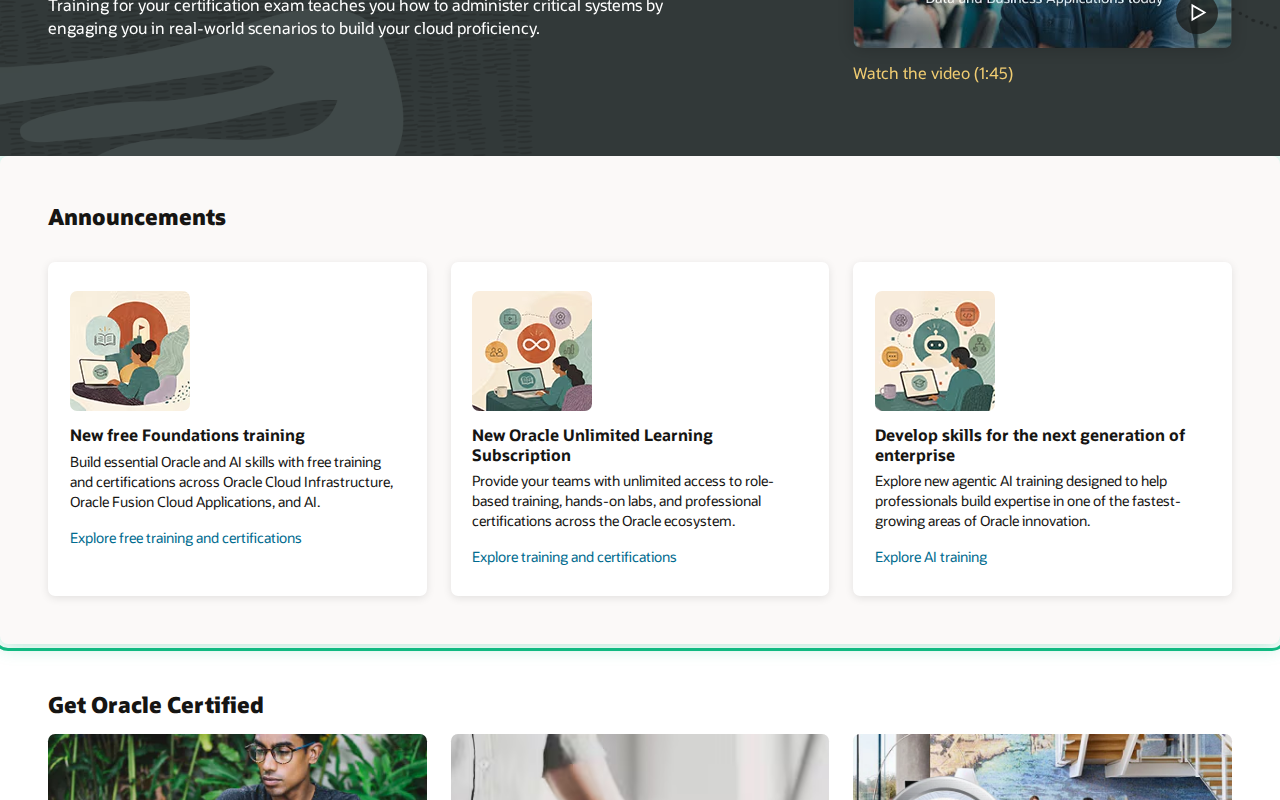 Training for your certification exam teaches you how to administer critical systems by
engaging you in real-world scenarios to build your cloud proficiency.
Data and Business Applications today
Watch the video (1:45)
Announcements
New free Foundations training
Build essential Oracle and AI skills with free training
and certifications across Oracle Cloud Infrastructure,
Oracle Fusion Cloud Applications, and AI.
Explore free training and certifications
New Oracle Unlimited Learning
Subscription
Provide your teams with unlimited access to role-
based training, hands-on labs, and professional
certifications across the Oracle ecosystem.
Explore training and certifications
Develop skills for the next generation of
enterprise
Explore new agentic AI training designed to help
professionals build expertise in one of the fastest-
growing areas of Oracle innovation.
Explore AI training
Get Oracle Certified